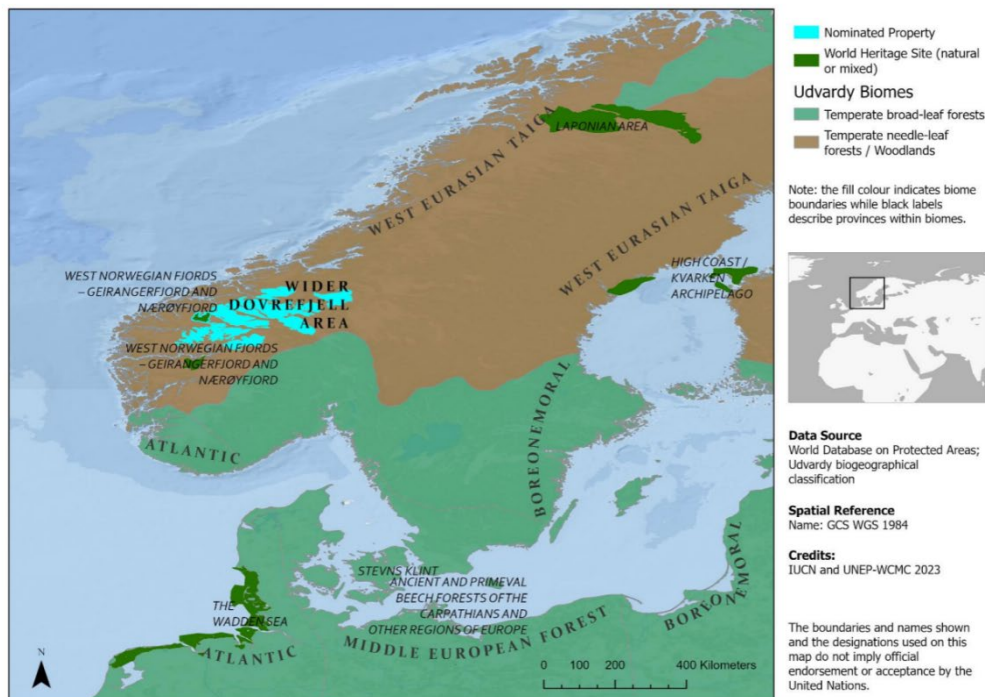 WEST EURASIAN TAIGA
LAPONIAN AREA
WEST EURASIAN TAIGA
HIGH COAST /
KVARKEN
ARCHIPELAGO
WEST NORWEGIAN FJORDS
– GEIRANGERFJORD AND
NÆRØYFJORD
WIDER
DOVREFJELL
AREA
WEST NORWEGIAN FJORDS
– GEIRANGERFJORD AND
NÆRØYFJORD
ATLANTIC
BOREONEMORAL
STEVNS KLINT
ANCIENT AND PRIMEVAL
BEECH FORESTS OF THE
CARPATHIANS AND
OTHER REGIONS OF EUROPE
THE
WADDEN SEA
ATLANTIC
MIDDLE EUROPEAN FOREST
BOREONEMORAL
N
0 100 200 400 Kilometers
Nominated Property
World Heritage Site (natural
or mixed)
Udvardy Biomes
Temperate broad-leaf forests
Temperate needle-leaf
forests / Woodlands
Note: the fill colour indicates biome
boundaries while black labels
describe provinces within biomes.
Data Source
World Database on Protected Areas;
Udvardy biogeographical
classification
Spatial Reference
Name: GCS WGS 1984
Credits:
IUCN and UNEP-WCMC 2023
The boundaries and names shown
and the designations used on this
map do not imply official
endorsement or acceptance by the
United Nations.